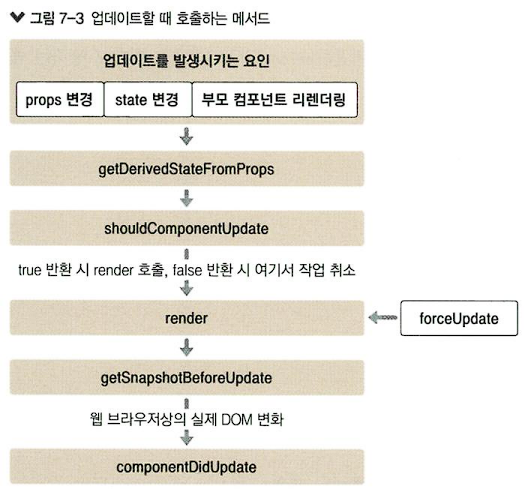 그림 7-3 업데이트할 때 호출하는 메서드
업데이트를 발생시키는 요인
props 변경 state 변경 부모 컴포넌트 리렌더링
getDerivedStateFromProps
shouldComponentUpdate
true 반환 시 render 호출, false 반환 시 여기서 작업 취소
render
forceUpdate
getSnapshotBeforeUpdate
웹 브라우저상의 실제 DOM 변화
componentDidUpdate